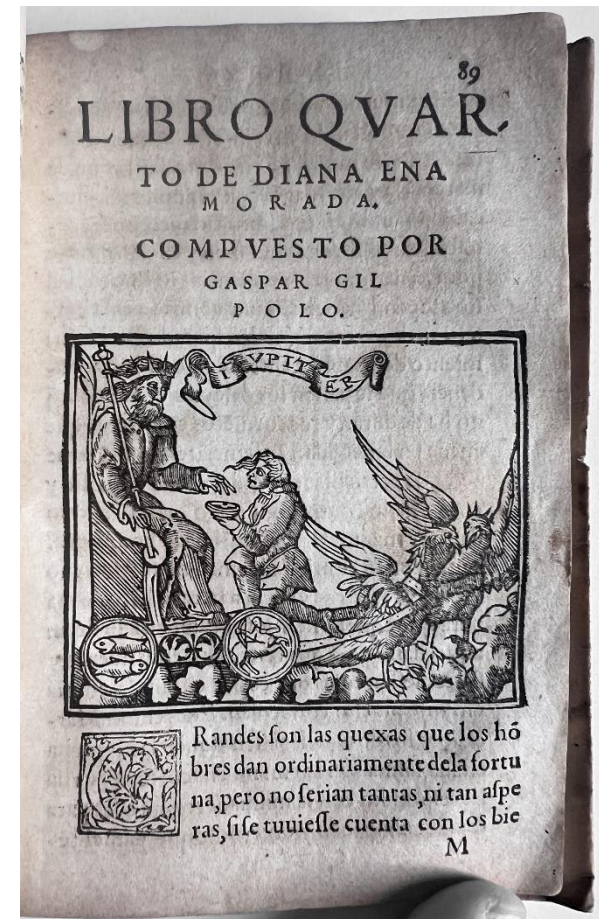 89
LIBRO QVAR-
TO DE DIANA ENA
MORADA.
COMPVESTO POR
GASPAR GIL
POLO.
IVPITER
GRandes ſon las quexas que los hõ
bres dan ordinariamente dela fortu
na, pero no ſerian tantas, ni tan aſpe
ras, ſi ſe tuuieſſe cuenta con los bie
M